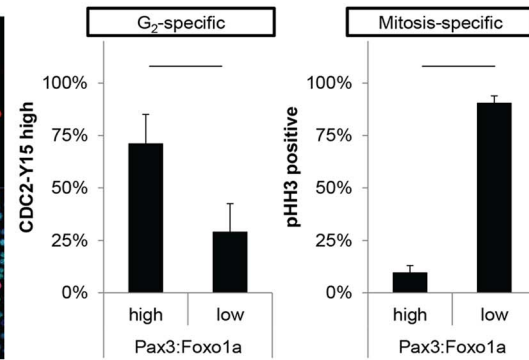 G₂-specific
CDC2-Y15 high
100%
75%
50%
25%
0%
high low
Pax3:Foxo1a
Mitosis-specific
pHH3 positive
100%
75%
50%
25%
0%
high low
Pax3:Foxo1a